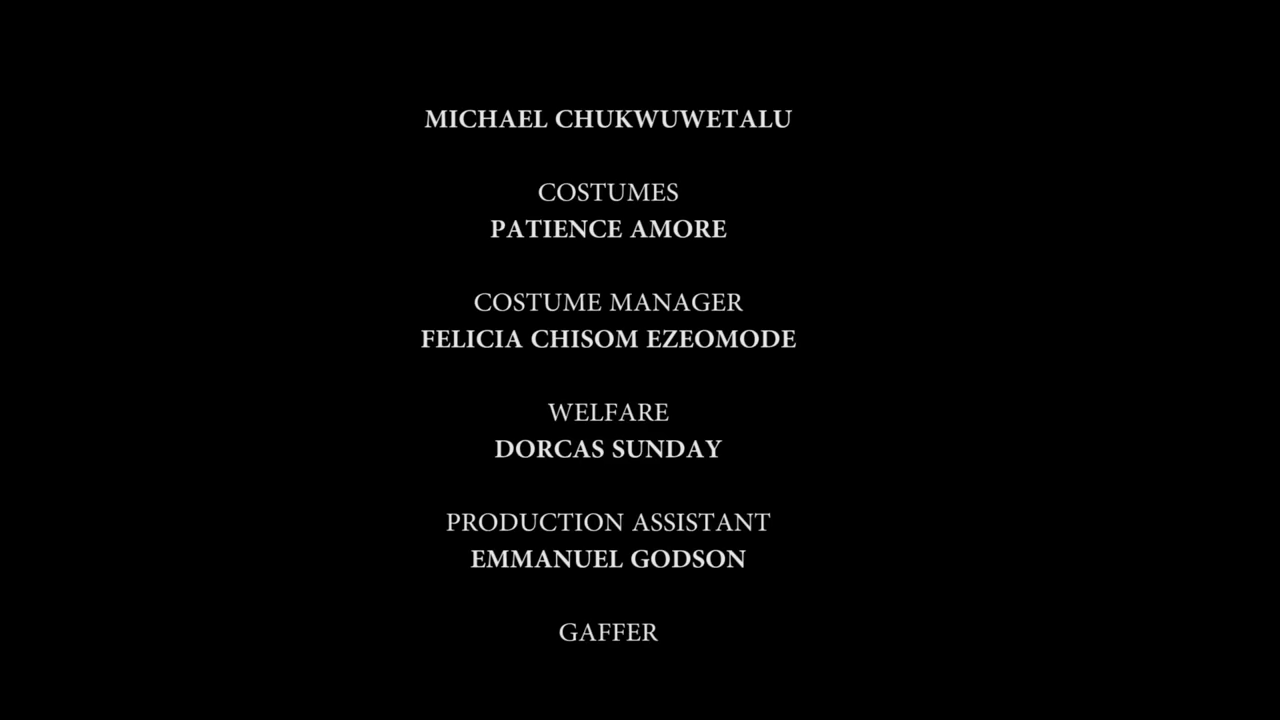 MICHAEL CHUKWUWETALU
COSTUMES
PATIENCE AMORE
COSTUME MANAGER
FELICIA CHISOM EZEOMODE
WELFARE
DORCAS SUNDAY
PRODUCTION ASSISTANT
EMMANUEL GODSON
GAFFER